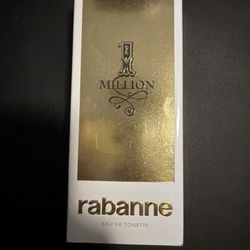 1
MILLION
rabanne
EAU DE TOILETTE